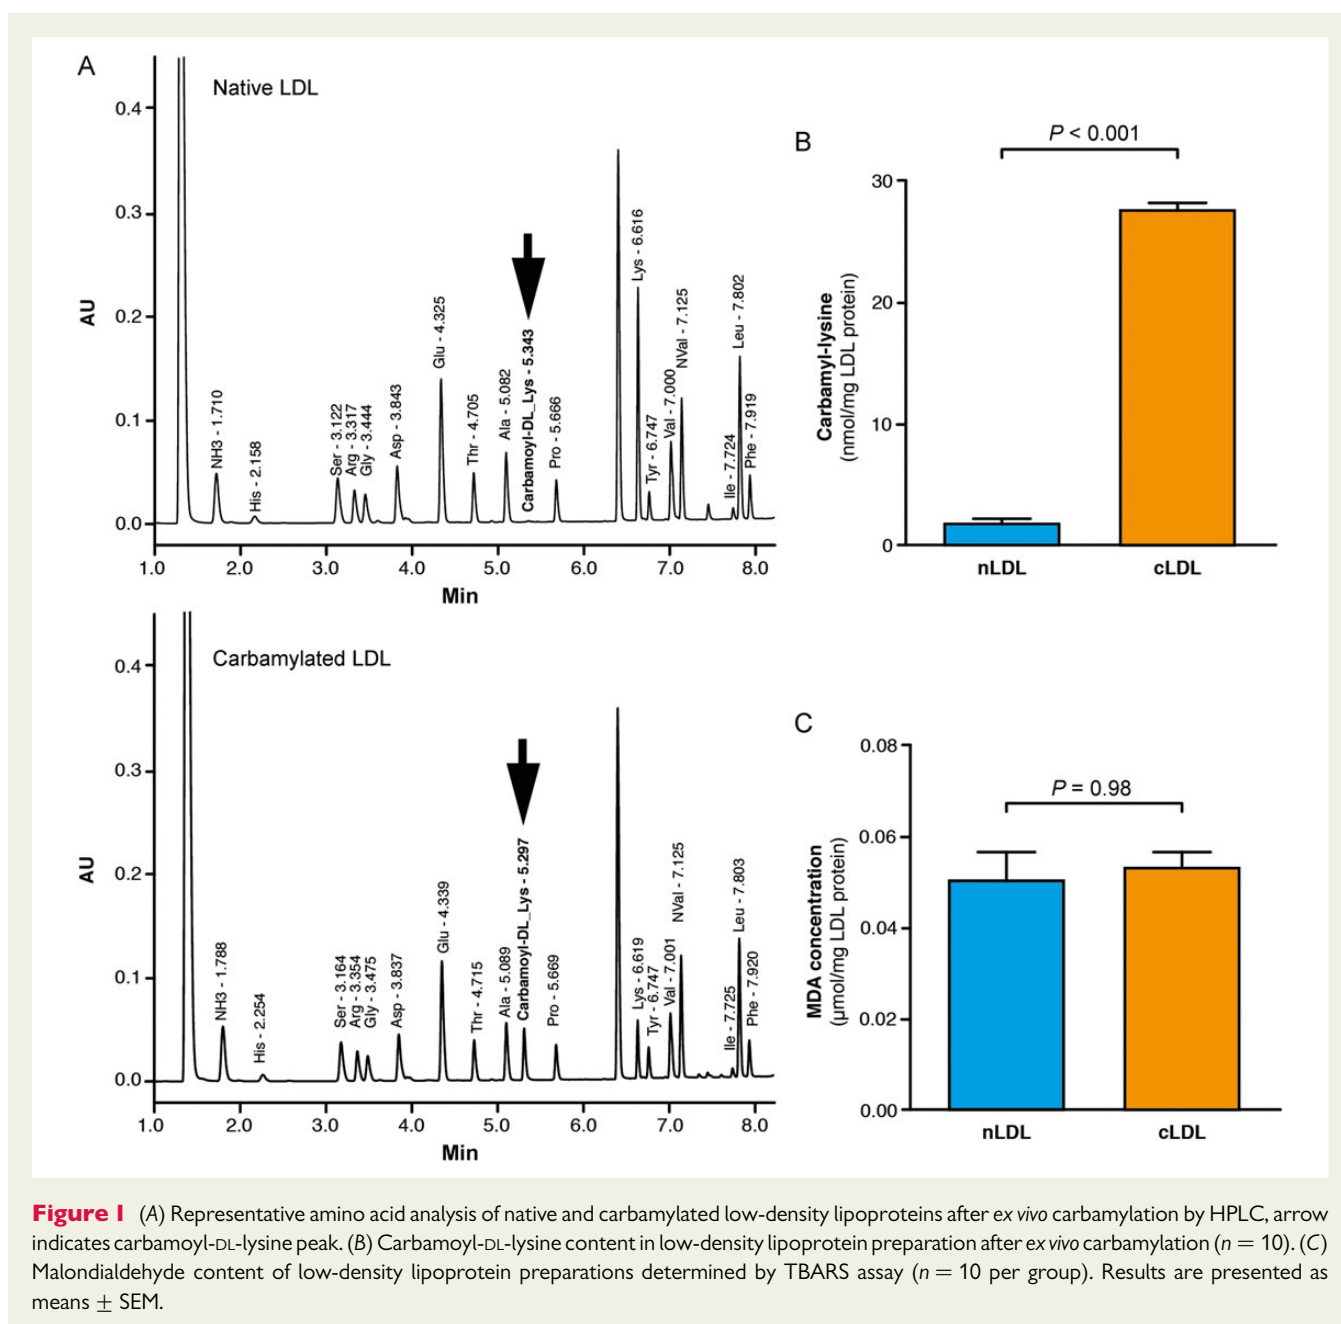 A
Native LDL
AU
0.4
0.3
0.2
0.1
0.0
NH3 - 1.710
His - 2.158
Ser - 3.122
Arg - 3.317
Gly - 3.444
Asp - 3.843
Glu - 4.325
Thr - 4.705
Ala - 5.082
Carbamoyl-DL_Lys - 5.343
Pro - 5.666
Lys - 6.616
Tyr - 6.747
Val - 7.000
NVal - 7.125
Ile - 7.724
Leu - 7.802
Phe - 7.919
1.0 2.0 3.0 4.0 5.0 6.0 7.0 8.0
Min
Carbamylated LDL
AU
0.4
0.3
0.2
0.1
0.0
NH3 - 1.788
His - 2.254
Ser - 3.164
Arg - 3.354
Gly - 3.475
Asp - 3.837
Glu - 4.339
Thr - 4.715
Ala - 5.089
Carbamoyl-DL_Lys - 5.297
Pro - 5.669
Lys - 6.619
Tyr - 6.747
Val - 7.001
NVal - 7.125
Ile - 7.725
Leu - 7.803
Phe - 7.920
1.0 2.0 3.0 4.0 5.0 6.0 7.0 8.0
Min
B
P < 0.001
Carbamyl-lysine
(nmol/mg LDL protein)
30
20
10
0
nLDL cLDL
C
P = 0.98
MDA concentration
(µmol/mg LDL protein)
0.08
0.06
0.04
0.02
0.00
nLDL cLDL
Figure 1 (A) Representative amino acid analysis of native and carbamylated low-density lipoproteins after ex vivo carbamylation by HPLC, arrow
indicates carbamoyl-DL-lysine peak. (B) Carbamoyl-DL-lysine content in low-density lipoprotein preparation after ex vivo carbamylation (n = 10). (C)
Malondialdehyde content of low-density lipoprotein preparations determined by TBARS assay (n = 10 per group). Results are presented as
means ± SEM.